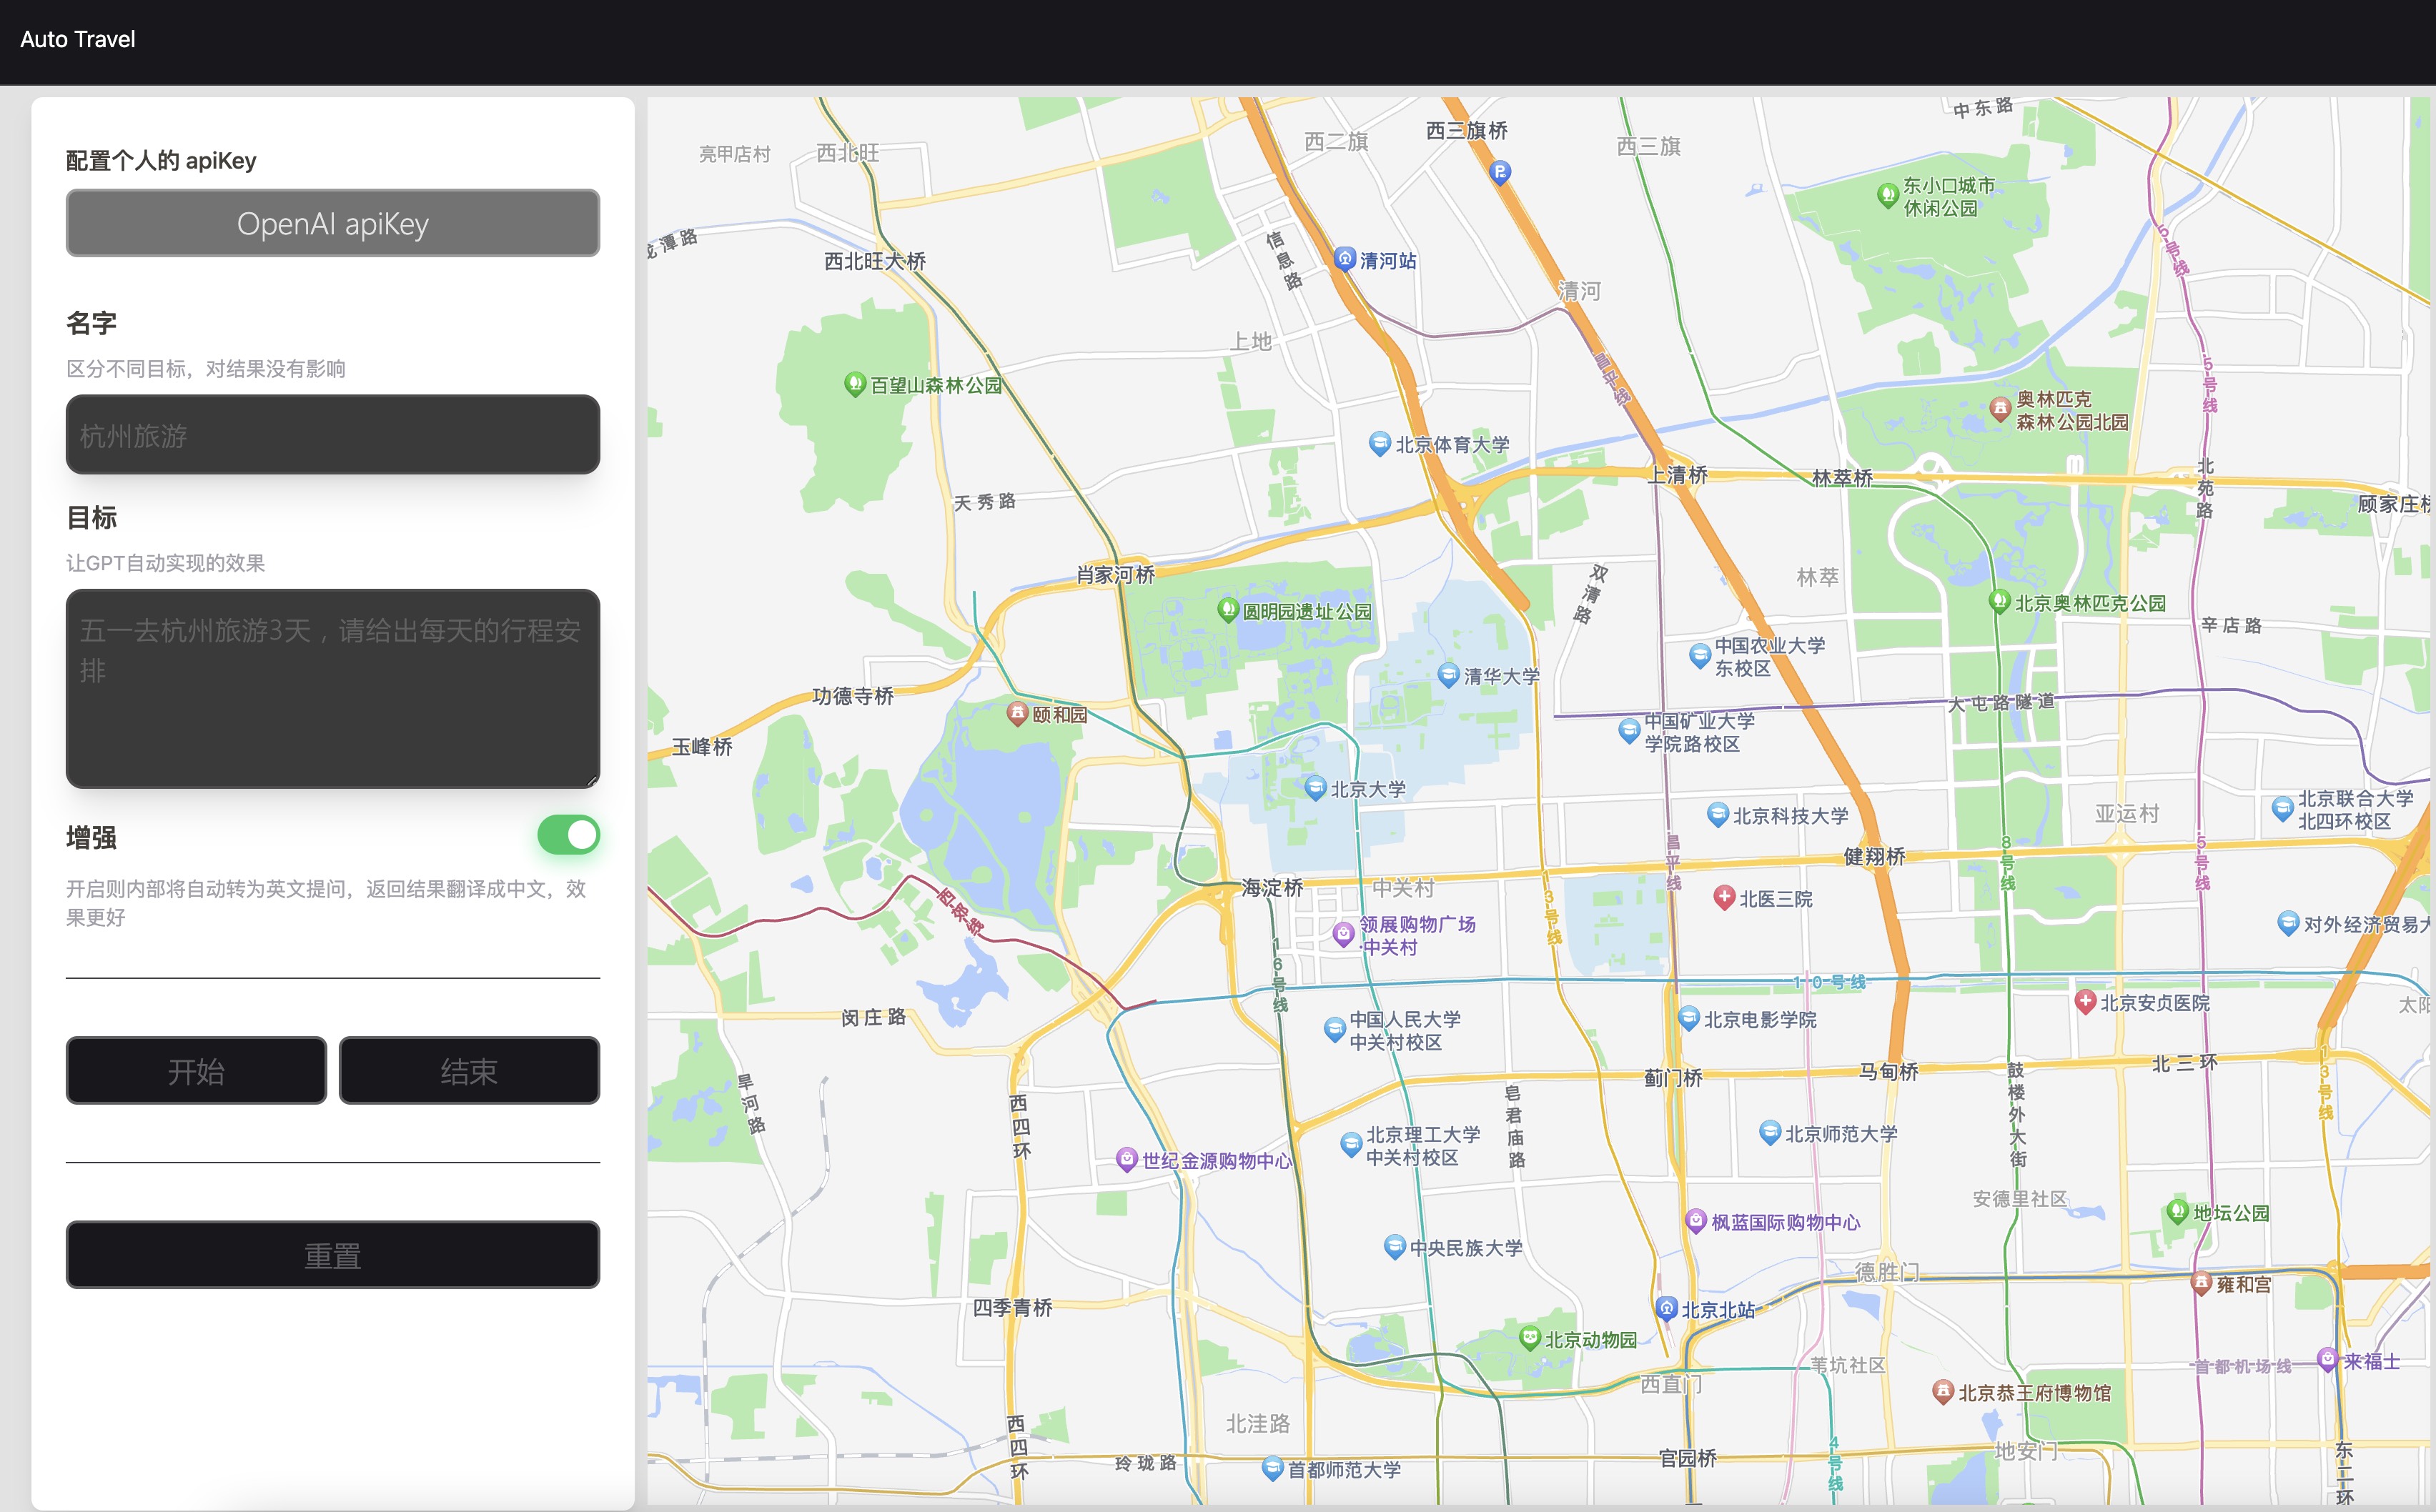 Auto Travel
配置个人的 apiKey
OpenAI apiKey
名字
区分不同目标，对结果没有影响
杭州旅游
目标
让GPT自动实现的效果
五一去杭州旅游3天，请给出每天的行程安
排
增强
开启则内部将自动转为英文提问，返回结果翻译成中文，效
果更好
开始
结束
重置
中东路
西三旗桥
西二旗
西三旗
亮甲店村
西北旺
东小口城市
休闲公园
潭路
信息路
5号线
西北旺大桥
清河站
清河
上地
昌平线
百望山森林公园
5号线
奥林匹克
森林公园北园
北京体育大学
上清桥
林萃桥
北苑路
天秀路
顾家庄桥
肖家河桥
双清路
林萃
圆明园遗址公园
北京奥林匹克公园
辛店路
中国农业大学
东校区
清华大学
功德寺桥
颐和园
大屯路隧道
中国矿业大学
学院路校区
玉峰桥
北京大学
北京科技大学
亚运村
北京联合大学
北四环校区
昌平线
健翔桥
8号线
5号线
海淀桥
中关村
13号线
北医三院
西郊线
领展购物广场
·中关村
对外经济贸易大
16号线
10号线
北京安贞医院
太阳
闵庄路
中国人民大学
中关村校区
北京电影学院
旱河路
西四环
皂君庙路
蓟门桥
马甸桥
鼓楼外大街
北三环
13号线
世纪金源购物中心
北京理工大学
中关村校区
北京师范大学
安德里社区
地坛公园
枫蓝国际购物中心
中央民族大学
德胜门
雍和宫
四季青桥
北京北站
北京动物园
苇坑社区
首都机场线
来福士
西直门
北京恭王府博物馆
西四环
北洼路
玲珑路
首都师范大学
官园桥
4号线
地安门
东二环